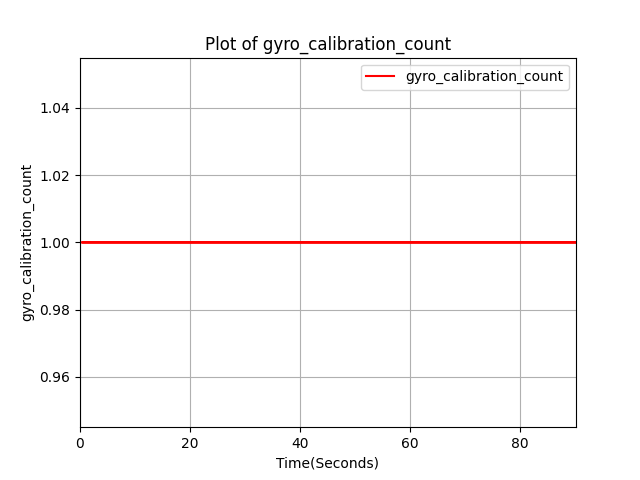 Plot of gyro_calibration_count
gyro_calibration_count
1.04
1.02
1.00
0.98
0.96
gyro_calibration_count
0 20 40 60 80
Time(Seconds)